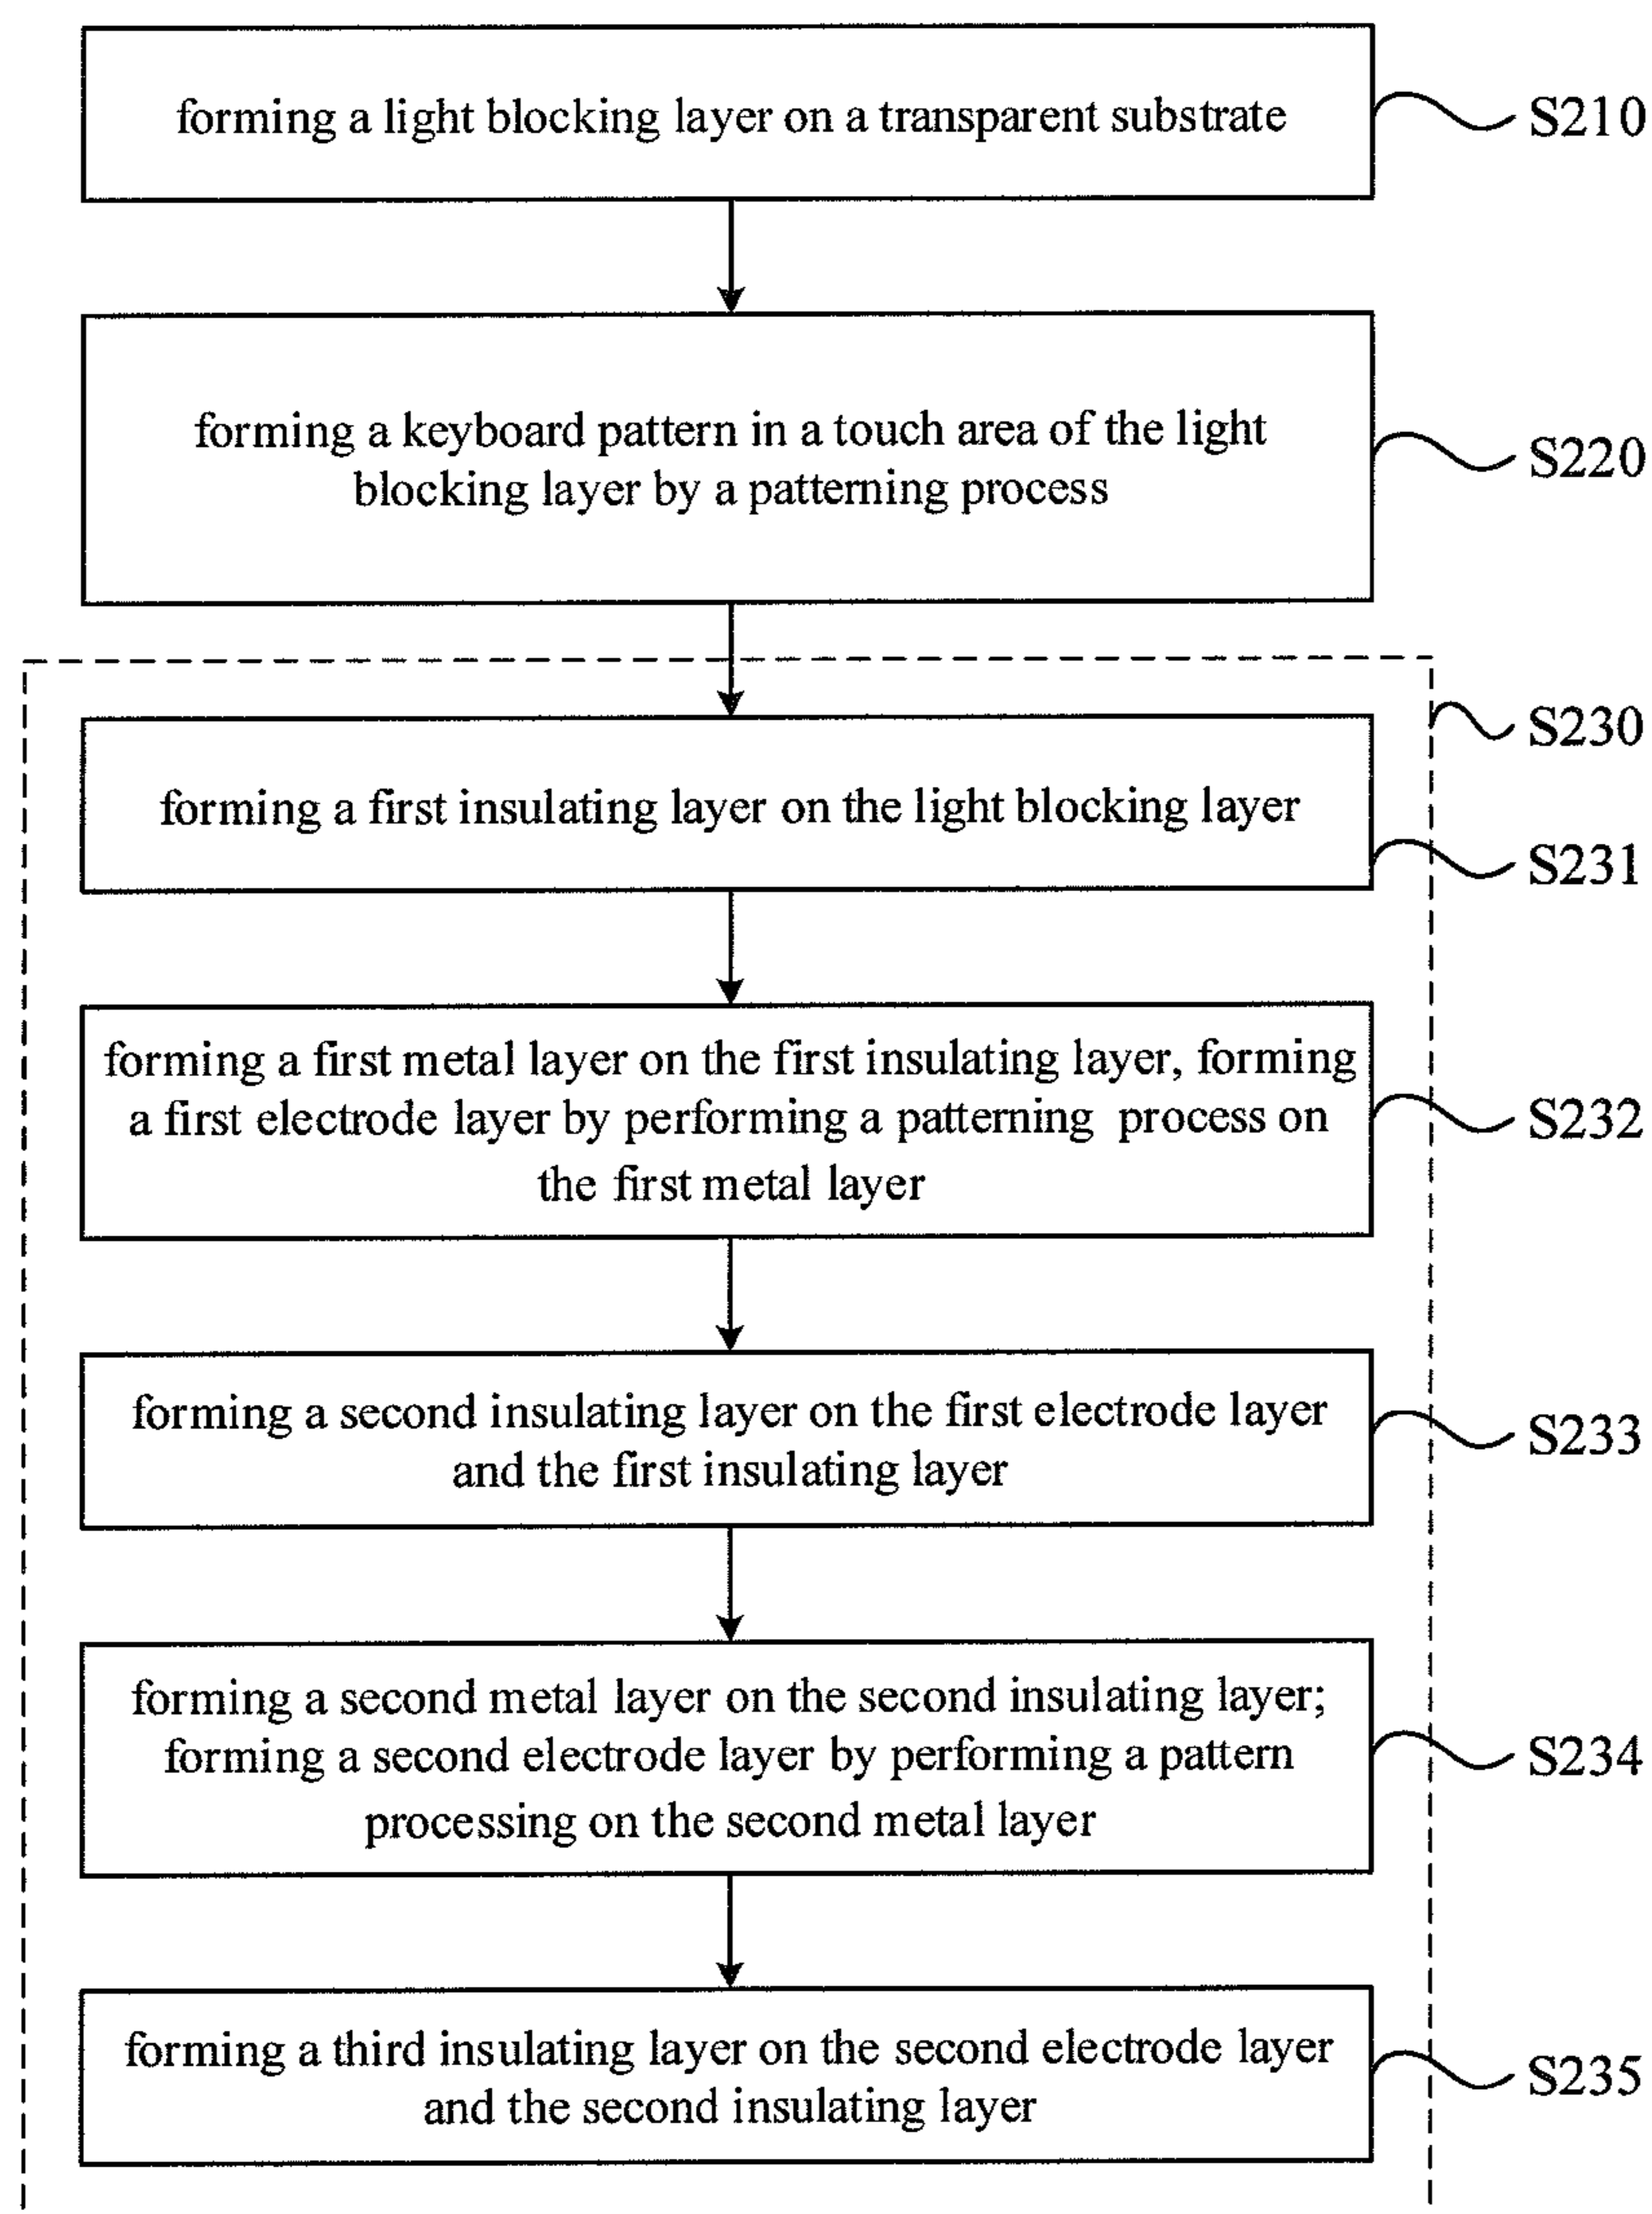 forming a light blocking layer on a transparent substrate
S210
forming a keyboard pattern in a touch area of the light
blocking layer by a patterning process
S220
S230
forming a first insulating layer on the light blocking layer
S231
forming a first metal layer on the first insulating layer, forming
a first electrode layer by performing a patterning process on
the first metal layer
S232
forming a second insulating layer on the first electrode layer
and the first insulating layer
S233
forming a second metal layer on the second insulating layer;
forming a second electrode layer by performing a pattern
processing on the second metal layer
S234
forming a third insulating layer on the second electrode layer
and the second insulating layer
S235